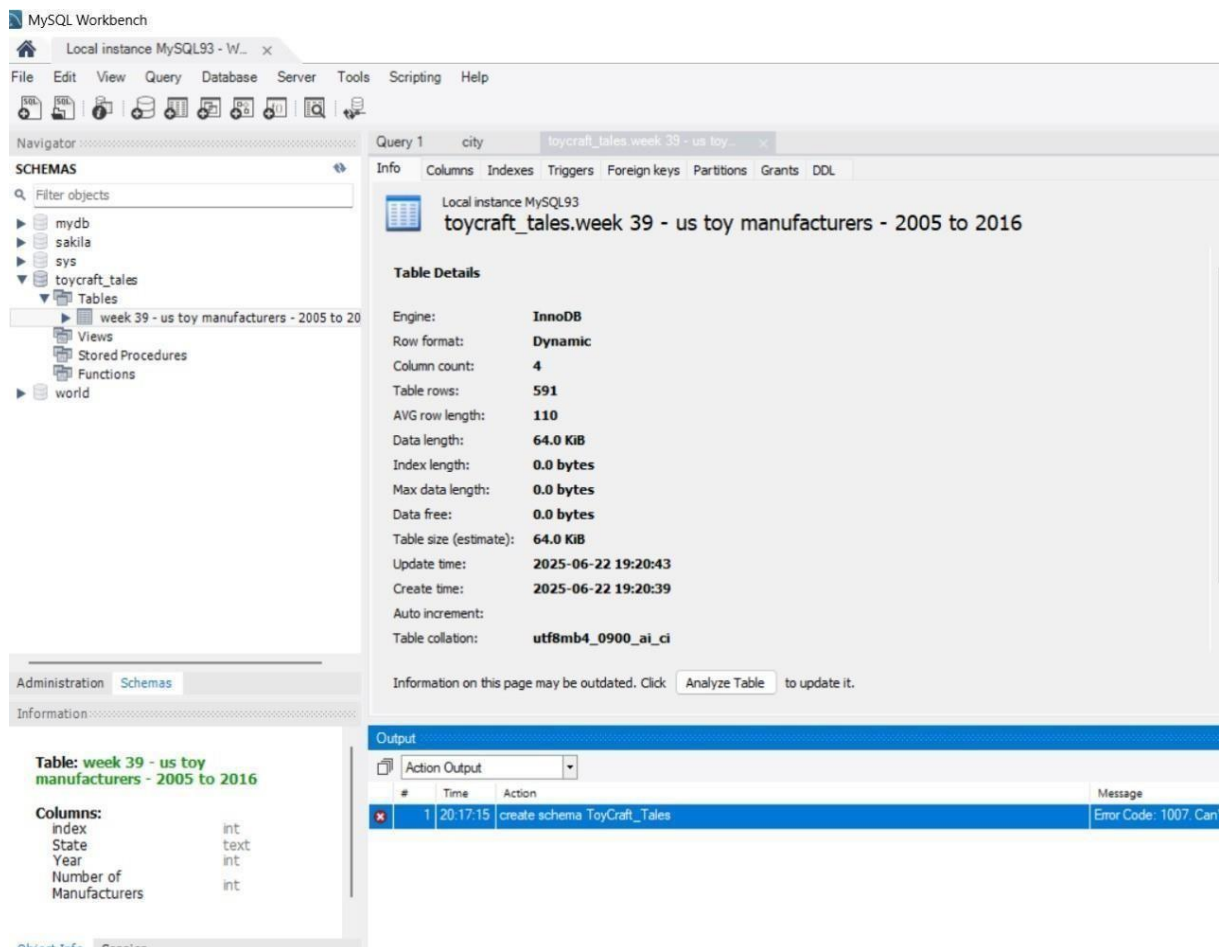 MySQL Workbench
Local instance MySQL93 - W...
File Edit View Query Database Server Tools Scripting Help
Navigator
SCHEMAS
Filter objects
mydb
sakila
sys
toycraft_tales
Tables
week 39 - us toy manufacturers - 2005 to 20
Views
Stored Procedures
Functions
world
Administration Schemas
Information
Table: week 39 - us toy
manufacturers - 2005 to 2016
Columns:
index int
State text
Year int
Number of
Manufacturers int
Object Info Session
Query 1 city toycraft_tales.week 39 - us toy...
Info Columns Indexes Triggers Foreign keys Partitions Grants DDL
Local instance MySQL93
toycraft_tales.week 39 - us toy manufacturers - 2005 to 2016
Table Details
Engine: InnoDB
Row format: Dynamic
Column count: 4
Table rows: 591
AVG row length: 110
Data length: 64.0 KiB
Index length: 0.0 bytes
Max data length: 0.0 bytes
Data free: 0.0 bytes
Table size (estimate): 64.0 KiB
Update time: 2025-06-22 19:20:43
Create time: 2025-06-22 19:20:39
Auto increment:
Table collation: utf8mb4_0900_ai_ci
Information on this page may be outdated. Click Analyze Table to update it.
Output
Action Output
# Time Action Message
1 20:17:15 create schema ToyCraft_Tales Error Code: 1007. Can'